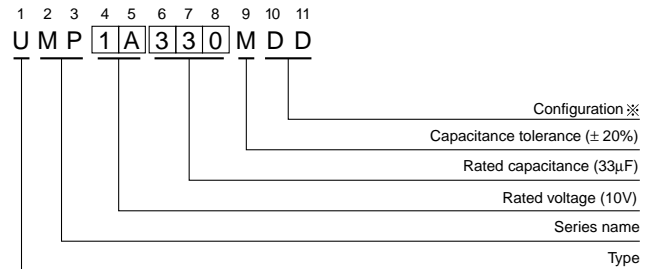 1 2 3 4 5 6 7 8 9 10 11
U M P 1 A 3 3 0 M D D
Configuration ※
Capacitance tolerance (± 20%)
Rated capacitance (33µF)
Rated voltage (10V)
Series name
Type